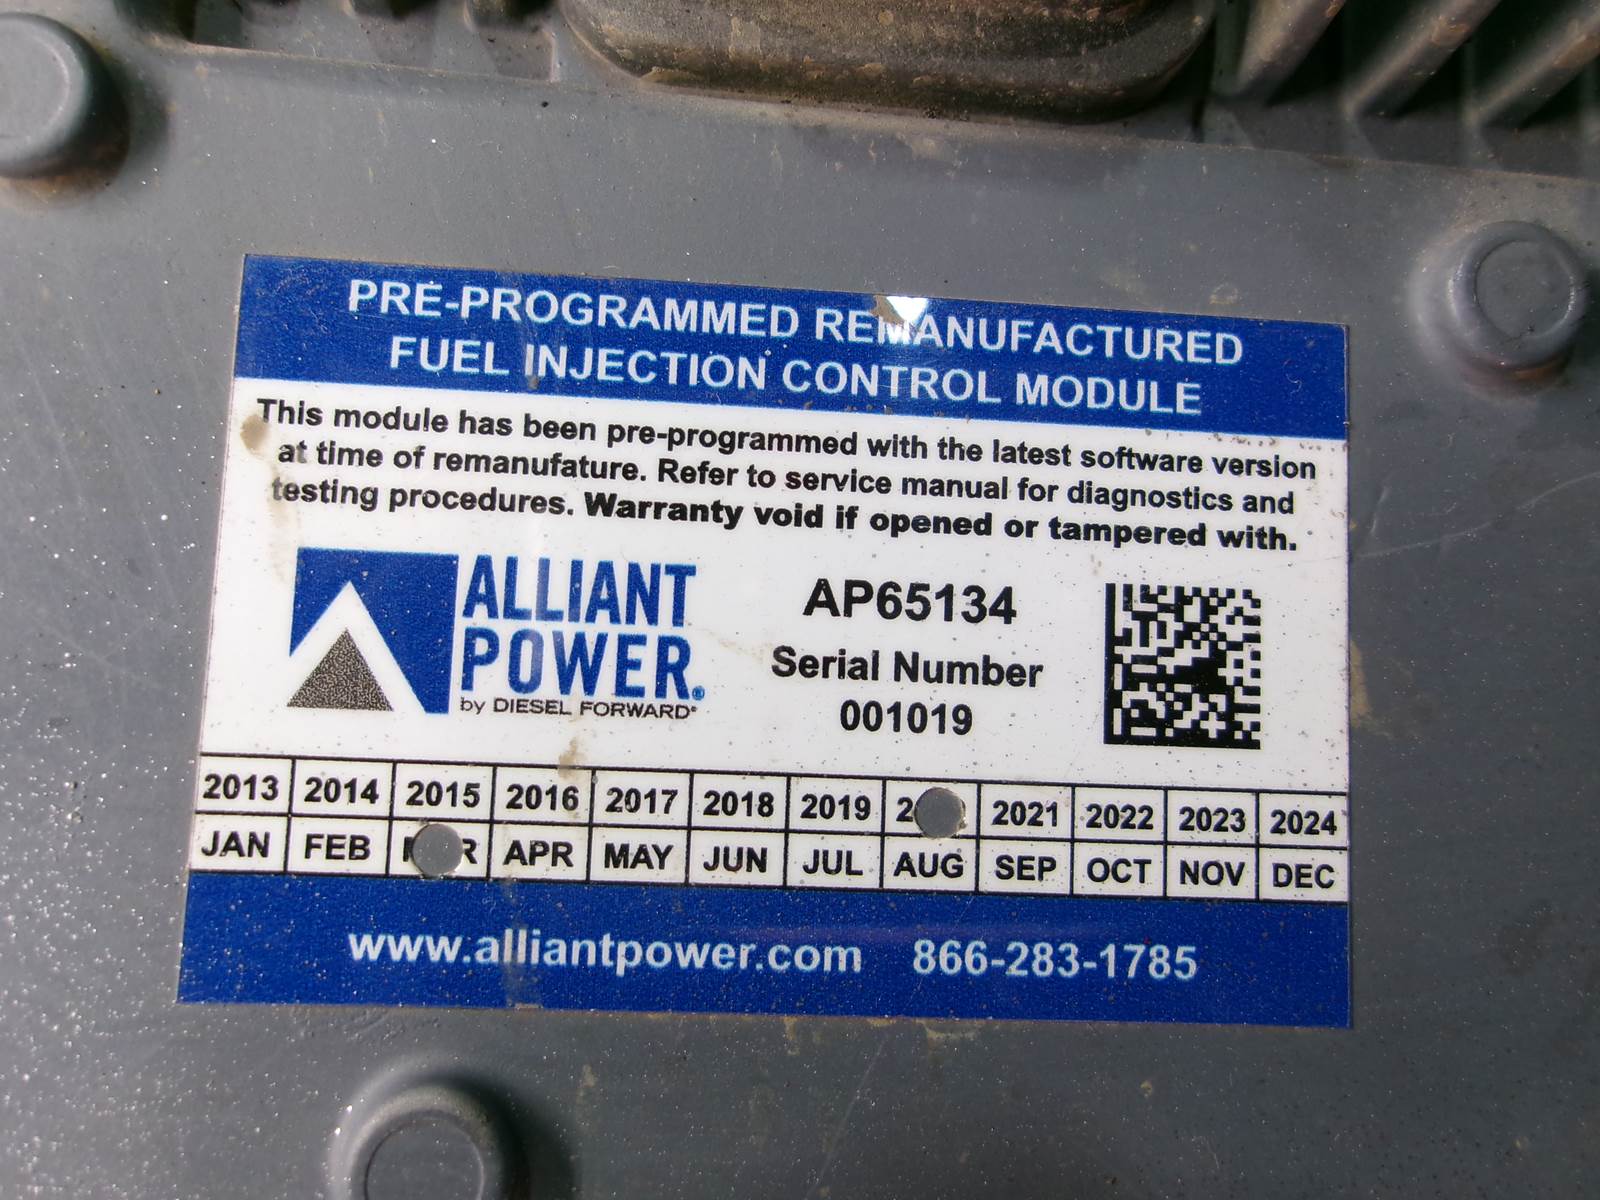 PRE-PROGRAMMED REMANUFACTURED
FUEL INJECTION CONTROL MODULE
This module has been pre-programmed with the latest software version
at time of remanufature. Refer to service manual for diagnostics and
testing procedures. Warranty void if opened or tampered with.
ALLIANT
POWER®
by DIESEL FORWARD®
AP65134
Serial Number
001019
2013 2014 2015 2016 2017 2018 2019 2021 2022 2023 2024
JAN FEB APR MAY JUN JUL AUG SEP OCT NOV DEC
www.alliantpower.com 866-283-1785